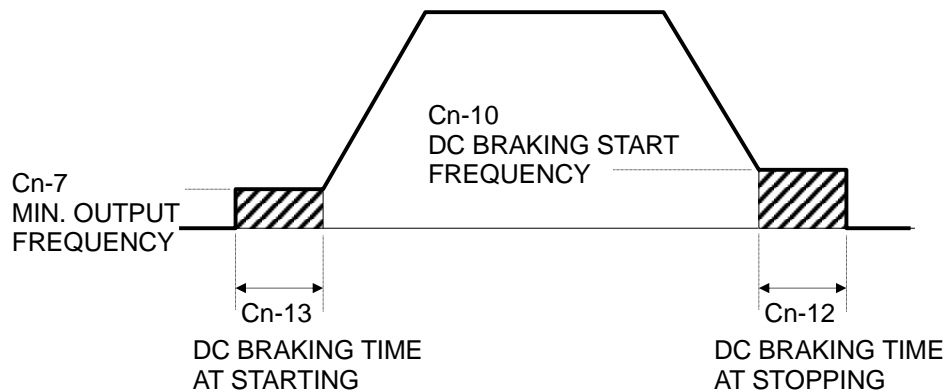 Cn-10
DC BRAKING START
FREQUENCY
Cn-7
MIN. OUTPUT
FREQUENCY
Cn-13
DC BRAKING TIME
AT STARTING
Cn-12
DC BRAKING TIME
AT STOPPING